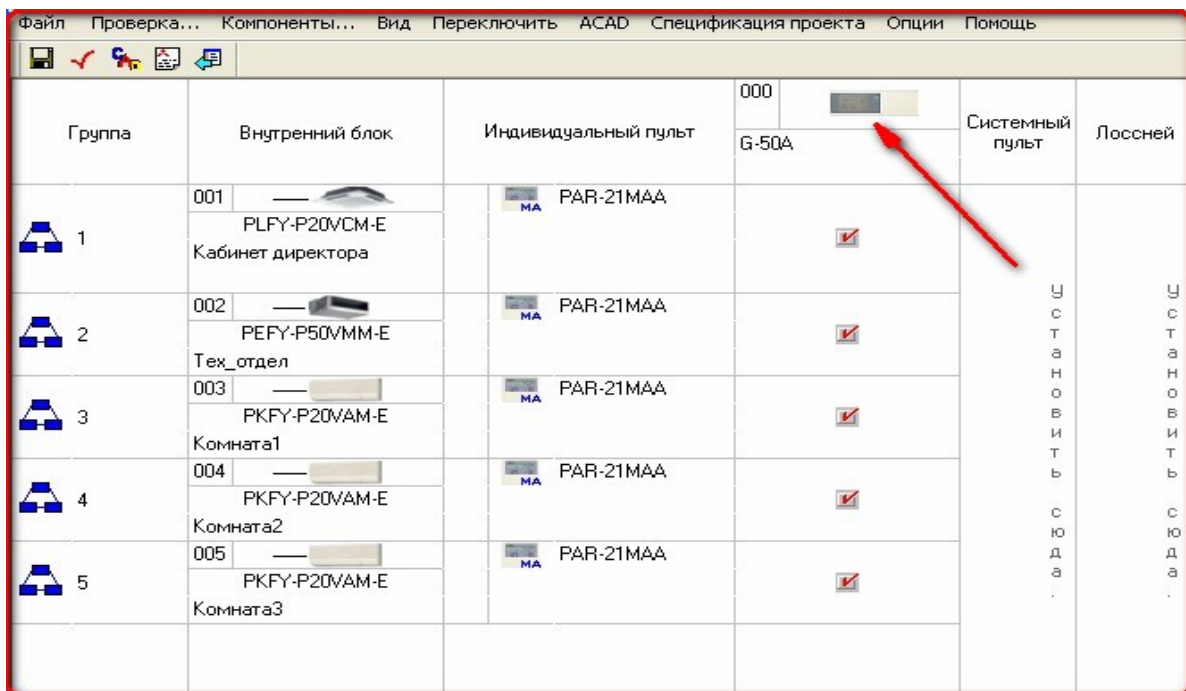 Файл Проверка... Компоненты... Вид Переключить ACAD Спецификация проекта Опции Помощь
Группа Внутренний блок Индивидуальный пульт 000 G-50A Системный пульт Лоссней
001 PAR-21MAA
MA
PLFY-P20VCM-E
1
Кабинет директора
002 PAR-21MAA
MA
PEFY-P50VMM-E
2
Тех_отдел
003 PAR-21MAA
MA
PKFY-P20VAM-E
3
Комната1
004 PAR-21MAA
MA
PKFY-P20VAM-E
4
Комната2
005 PAR-21MAA
MA
PKFY-P20VAM-E
5
Комната3
Установить сюда.
Установить сюда.